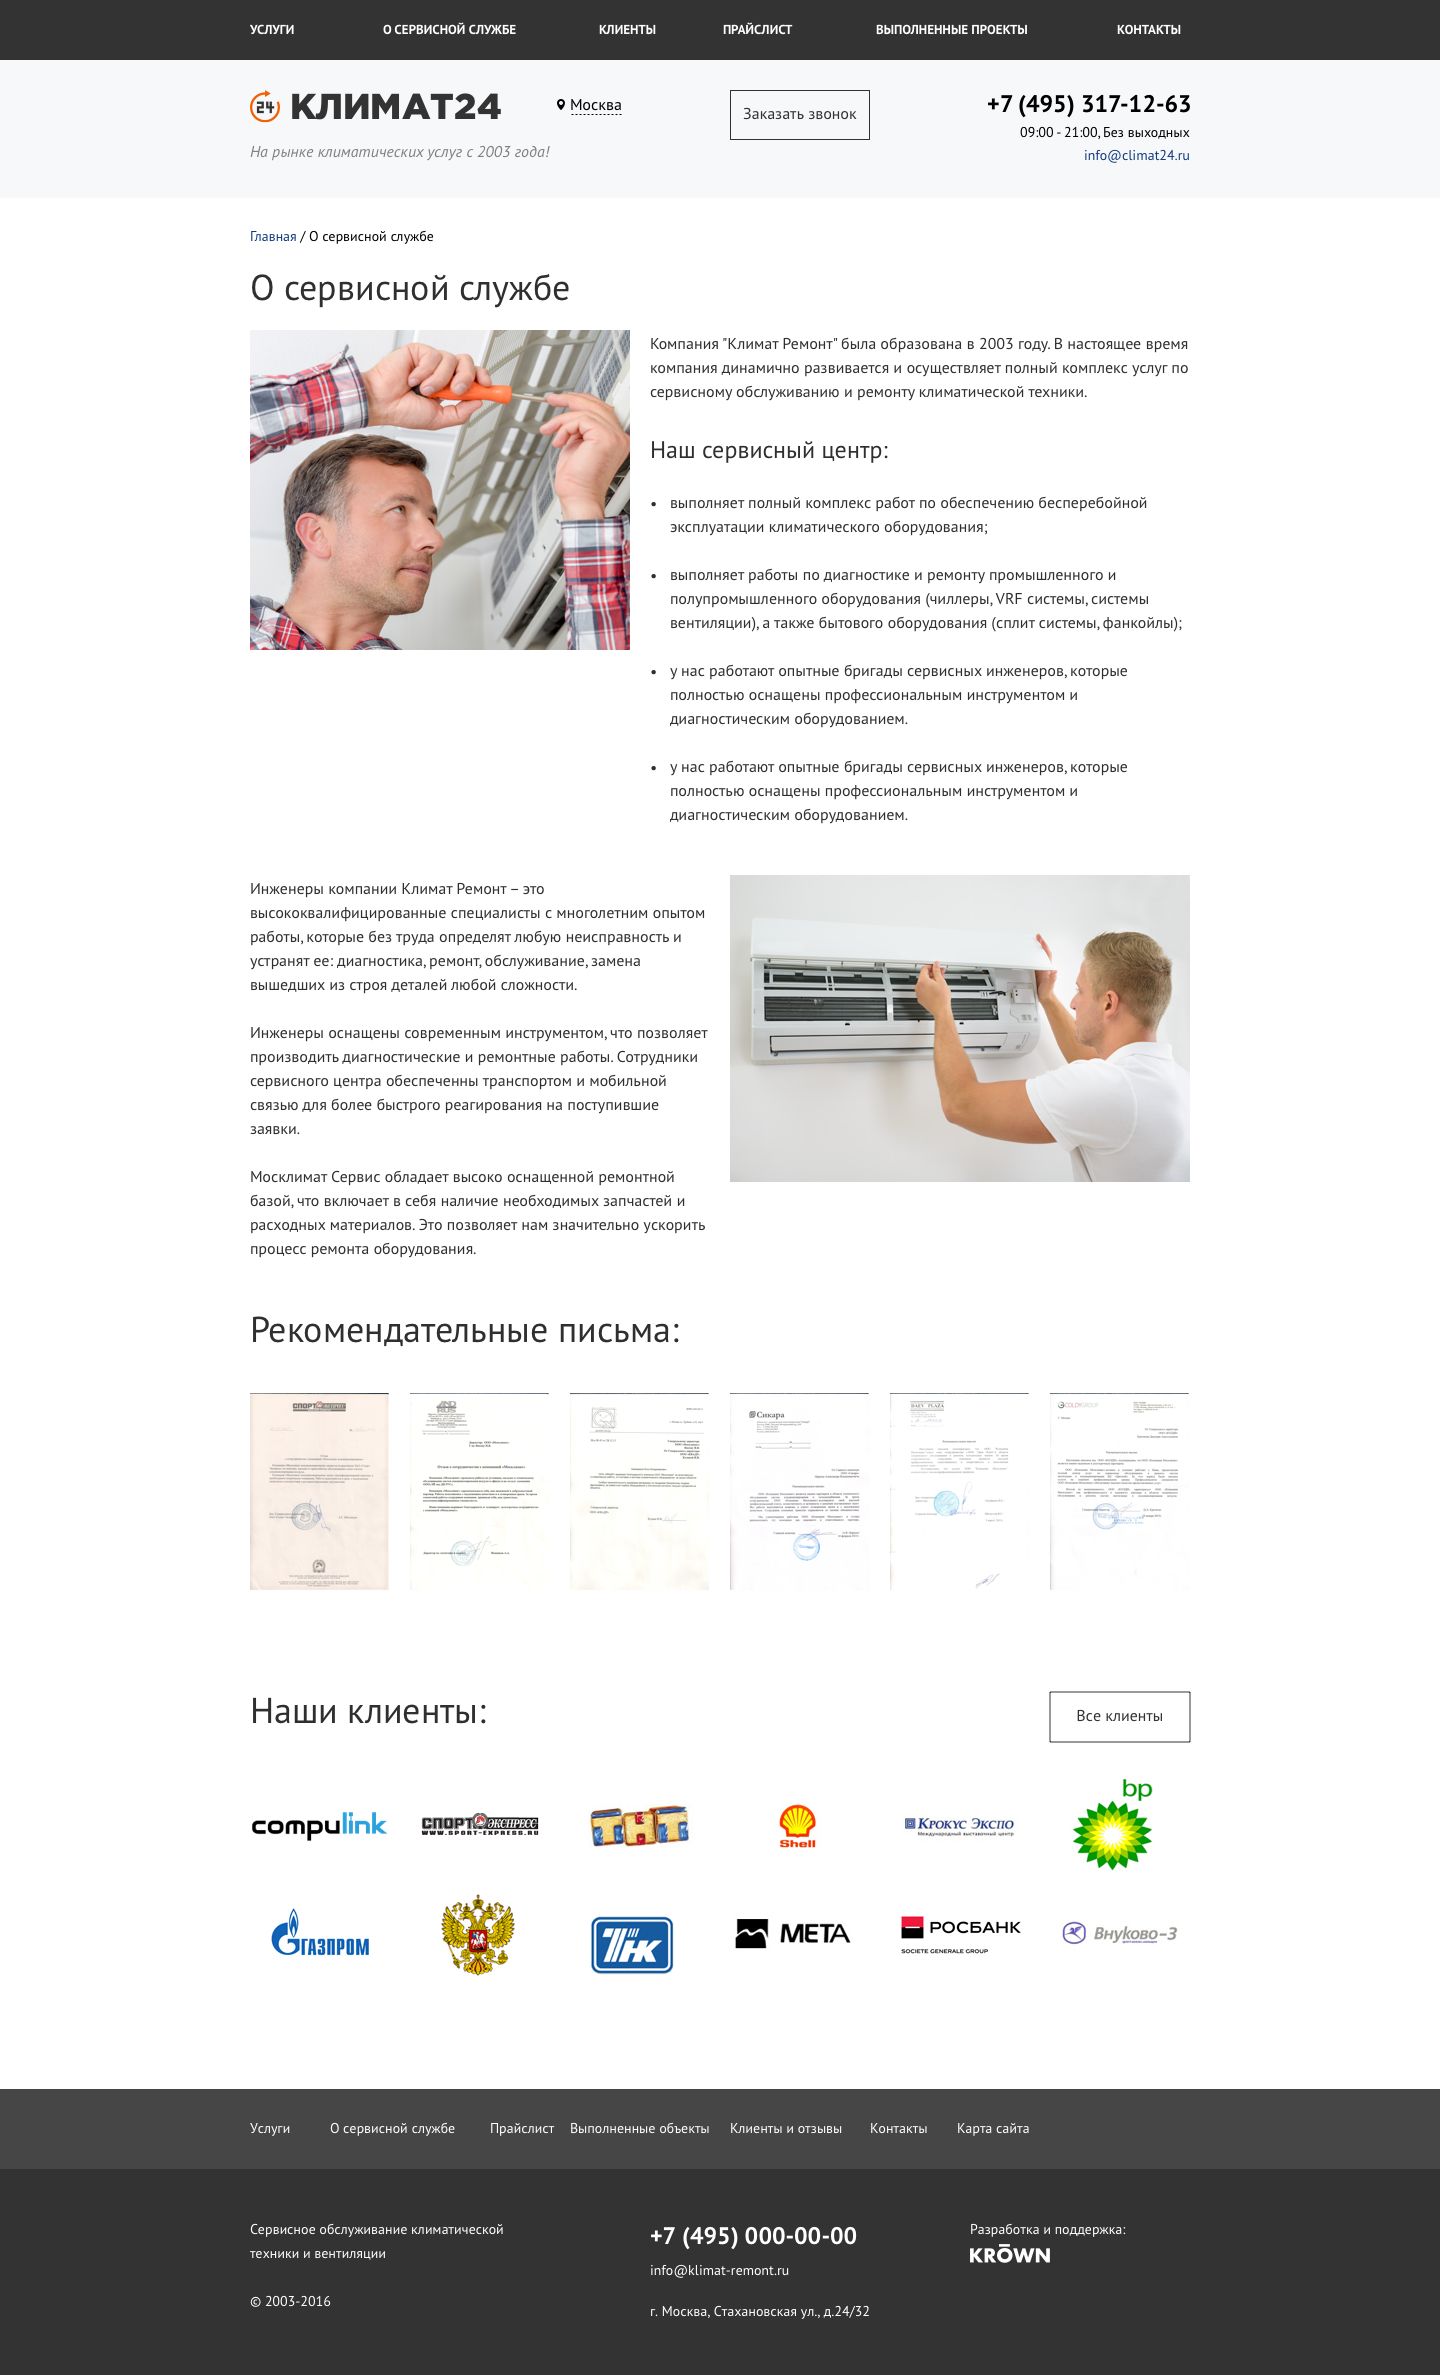 УСЛУГИ О СЕРВИСНОЙ СЛУЖБЕ КЛИЕНТЫ ПРАЙСЛИСТ ВЫПОЛНЕННЫЕ ПРОЕКТЫ КОНТАКТЫ
24 КЛИМАТ24
Москва
Заказать звонок
+7 (495) 317-12-63
09:00 - 21:00, Без выходных
info@climat24.ru
На рынке климатических услуг с 2003 года!
Главная / О сервисной службе
О сервисной службе
Компания "Климат Ремонт" была образована в 2003 году. В настоящее время
компания динамично развивается и осуществляет полный комплекс услуг по
сервисному обслуживанию и ремонту климатической техники.
Наш сервисный центр:
• выполняет полный комплекс работ по обеспечению бесперебойной
эксплуатации климатического оборудования;
• выполняет работы по диагностике и ремонту промышленного и
полупромышленного оборудования (чиллеры, VRF системы, системы
вентиляции), а также бытового оборудования (сплит системы, фанкойлы);
• у нас работают опытные бригады сервисных инженеров, которые
полностью оснащены профессиональным инструментом и
диагностическим оборудованием.
• у нас работают опытные бригады сервисных инженеров, которые
полностью оснащены профессиональным инструментом и
диагностическим оборудованием.
Инженеры компании Климат Ремонт – это
высококвалифицированные специалисты с многолетним опытом
работы, которые без труда определят любую неисправность и
устранят ее: диагностика, ремонт, обслуживание, замена
вышедших из строя деталей любой сложности.
Инженеры оснащены современным инструментом, что позволяет
производить диагностические и ремонтные работы. Сотрудники
сервисного центра обеспеченны транспортом и мобильной
связью для более быстрого реагирования на поступившие
заявки.
Мосklимат Сервис обладает высоко оснащенной ремонтной
базой, что включает в себя наличие необходимых запчастей и
расходных материалов. Это позволяет нам значительно ускорить
процесс ремонта оборудования.
Рекомендательные письма:
СПОРТ ЭКСПРЕСС
AND RUS
Сикара
DAEV PLAZA
COLDYGROUP
Наши клиенты:
Все клиенты
compulink
СПОРТ ЭКСПРЕСС
WWW.SPORT-EXPRESS.RU
ТНТ
Shell
КРОКУС ЭКСПО
Международный выставочный центр
bp
ГАЗПРОМ
ТНК
МЕТА
РОСБАНК
SOCIETE GENERALE GROUP
Внуково-3
Услуги О сервисной службе Прайслист Выполненные объекты Клиенты и отзывы Контакты Карта сайта
Сервисное обслуживание климатической
техники и вентиляции
© 2003-2016
+7 (495) 000-00-00
info@klimat-remont.ru
г. Москва, Стахановская ул., д.24/32
Разработка и поддержка:
KRŌWN